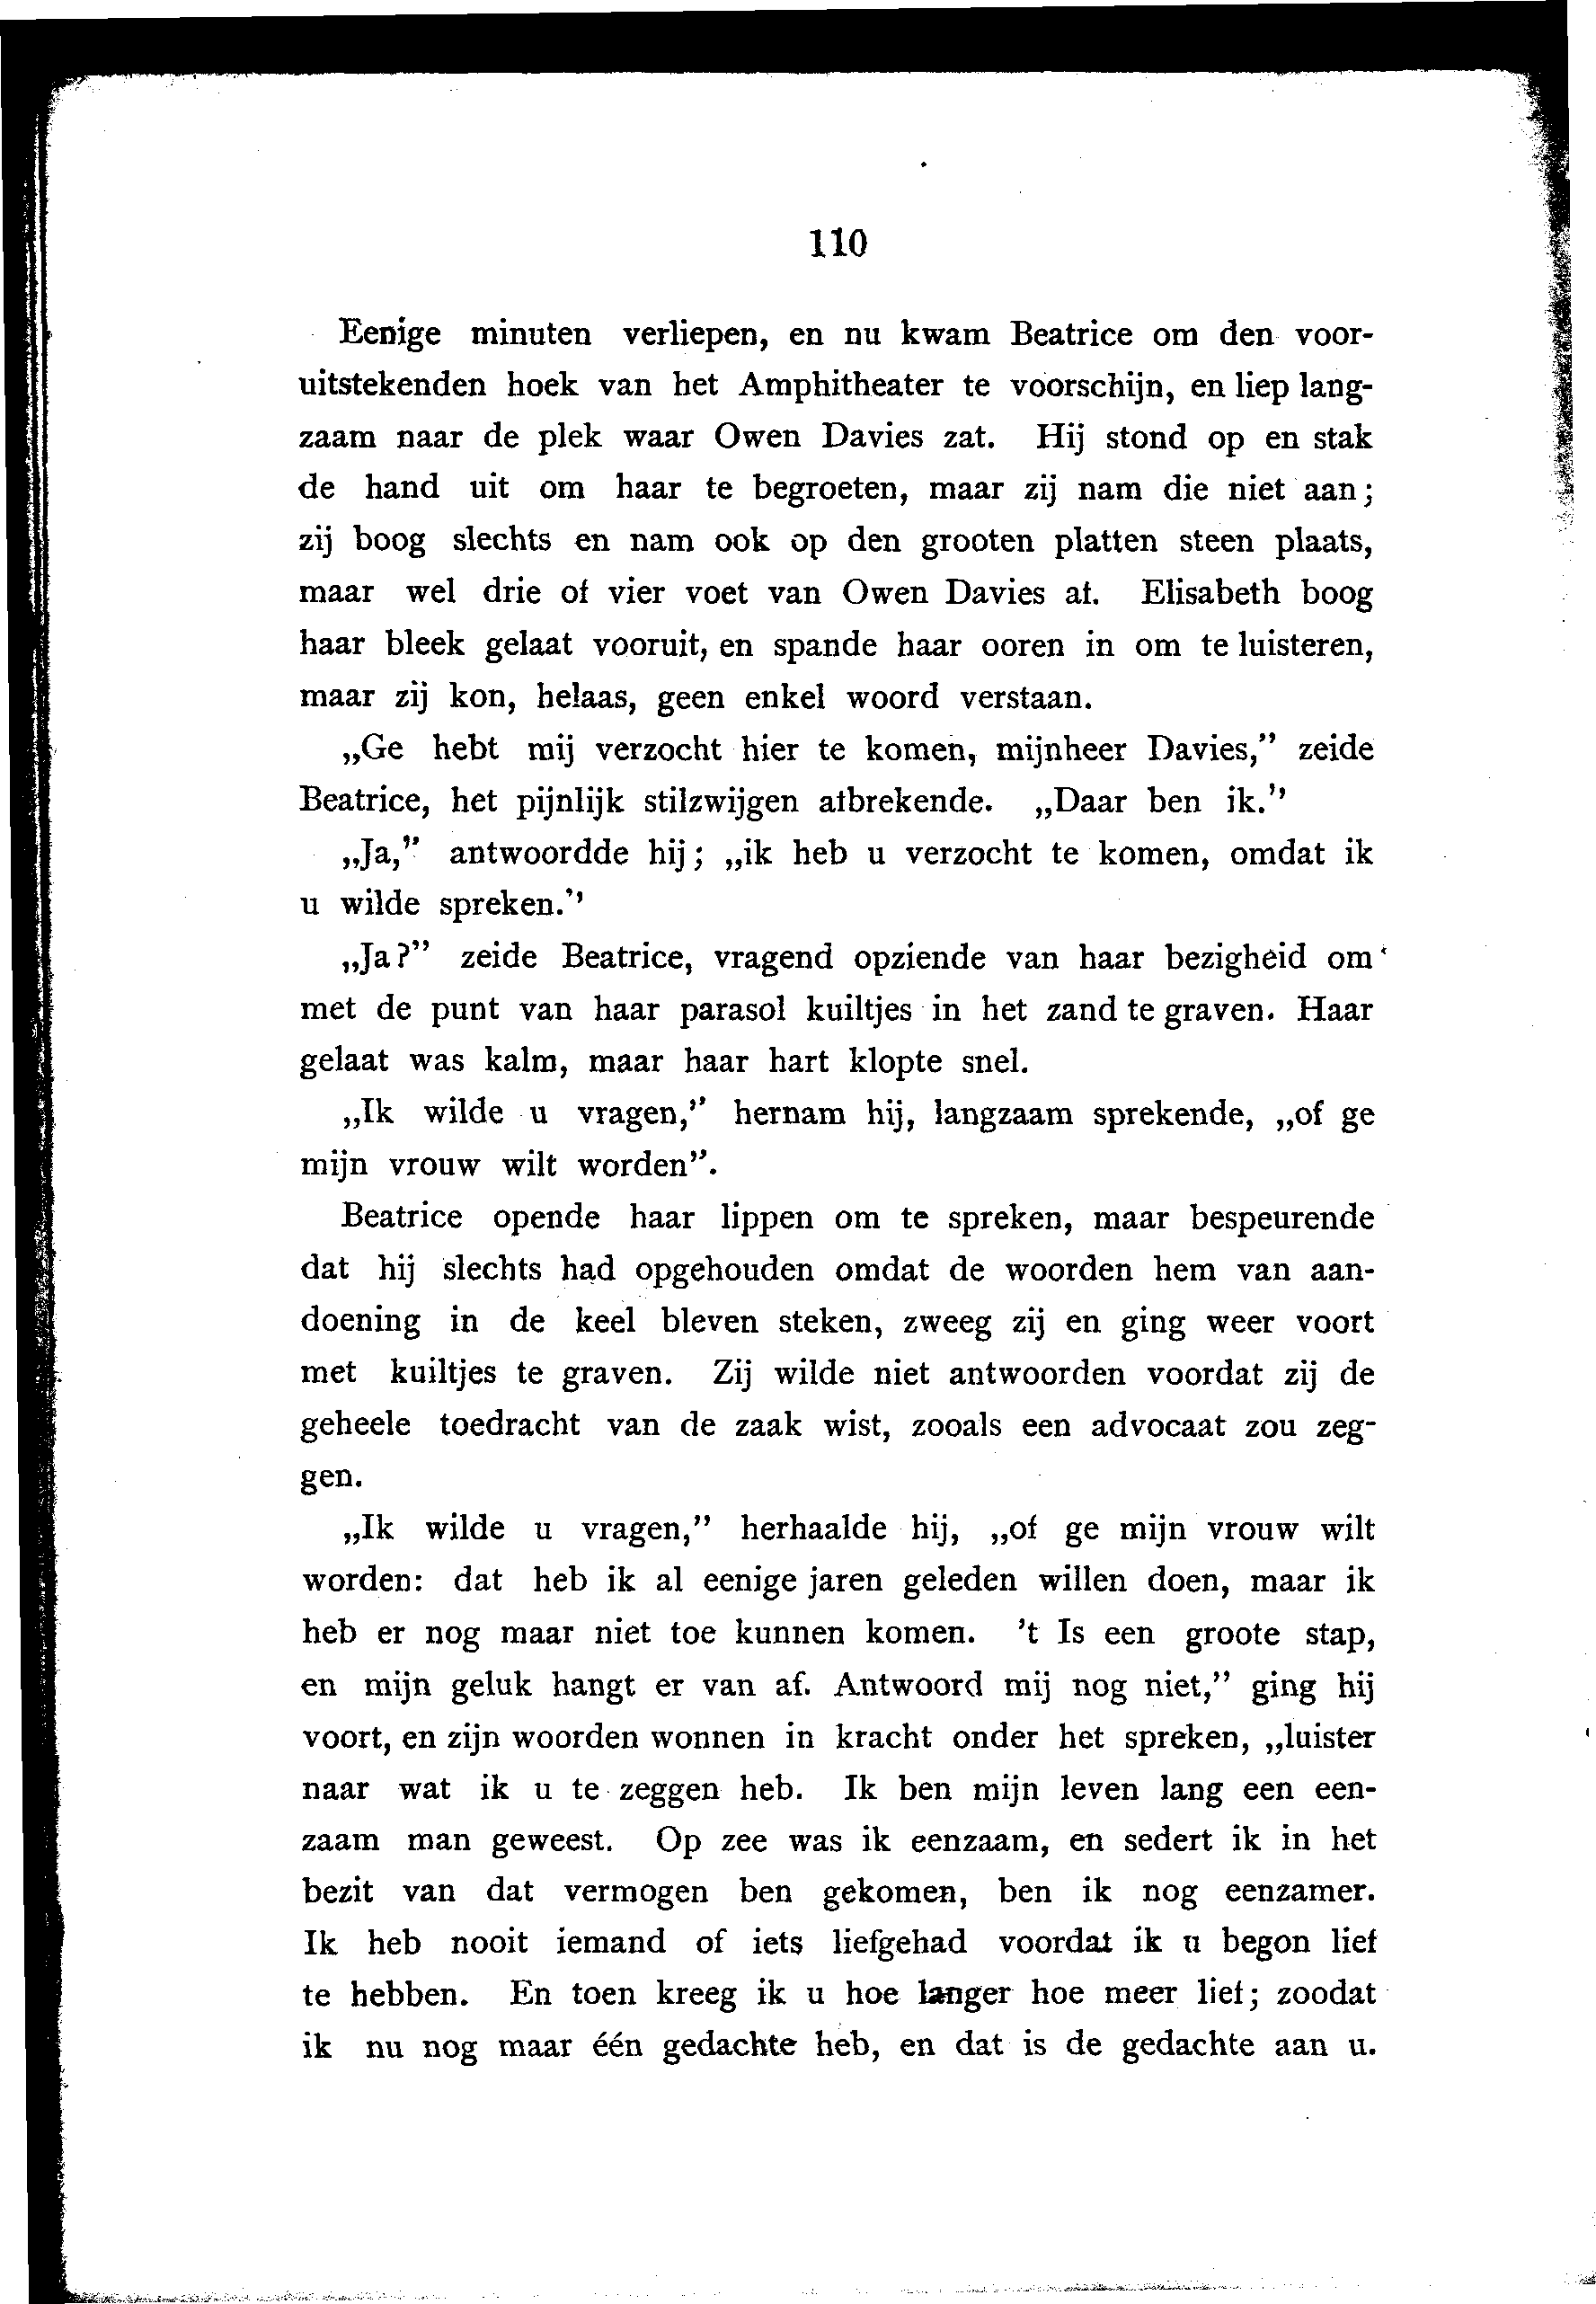 110
Eenige minuten verliepen, en nu kwam Beatrice om den voor-
uitstekenden hoek van het Amphitheater te voorschijn, en liep lang-
zaam naar de plek waar Owen Davies zat. Hij stond op en stak
de hand uit om haar te begroeten, maar zij nam die niet aan;
zij boog slechts en nam ook op den grooten platten steen plaats,
maar wel drie of vier voet van Owen Davies af. Elisabeth boog
haar bleek gelaat vooruit, en spande haar ooren in om te luisteren,
maar zij kon, helaas, geen enkel woord verstaan.
„Ge hebt mij verzocht hier te komen, mijnheer Davies,” zeide
Beatrice, het pijnlijk stilzwijgen afbrekende. „Daar ben ik.”
„Ja,” antwoordde hij; „ik heb u verzocht te komen, omdat ik
u wilde spreken.”
„Ja?” zeide Beatrice, vragend opziende van haar bezigheid om
met de punt van haar parasol kuiltjes in het zand te graven. Haar
gelaat was kalm, maar haar hart klopte snel.
„Ik wilde u vragen,” hernam hij, langzaam sprekende, „of ge
mijn vrouw wilt worden”.
Beatrice opende haar lippen om te spreken, maar bespeurende
dat hij slechts had opgehouden omdat de woorden hem van aan-
doening in de keel bleven steken, zweeg zij en ging weer voort
met kuiltjes te graven. Zij wilde niet antwoorden voordat zij de
geheele toedracht van de zaak wist, zooals een advocaat zou zeg-
gen.
„Ik wilde u vragen,” herhaalde hij, „of ge mijn vrouw wilt
worden: dat heb ik al eenige jaren geleden willen doen, maar ik
heb er nog maar niet toe kunnen komen. 't Is een groote stap,
en mijn geluk hangt er van af. Antwoord mij nog niet,” ging hij
voort, en zijn woorden wonnen in kracht onder het spreken, „luister
naar wat ik u te zeggen heb. Ik ben mijn leven lang een een-
zaam man geweest. Op zee was ik eenzaam, en sedert ik in het
bezit van dat vermogen ben gekomen, ben ik nog eenzamer.
Ik heb nooit iemand of iets liefgehad voordat ik u begon lief
te hebben. En toen kreeg ik u hoe langer hoe meer lief; zoodat
ik nu nog maar één gedachte heb, en dat is de gedachte aan u.